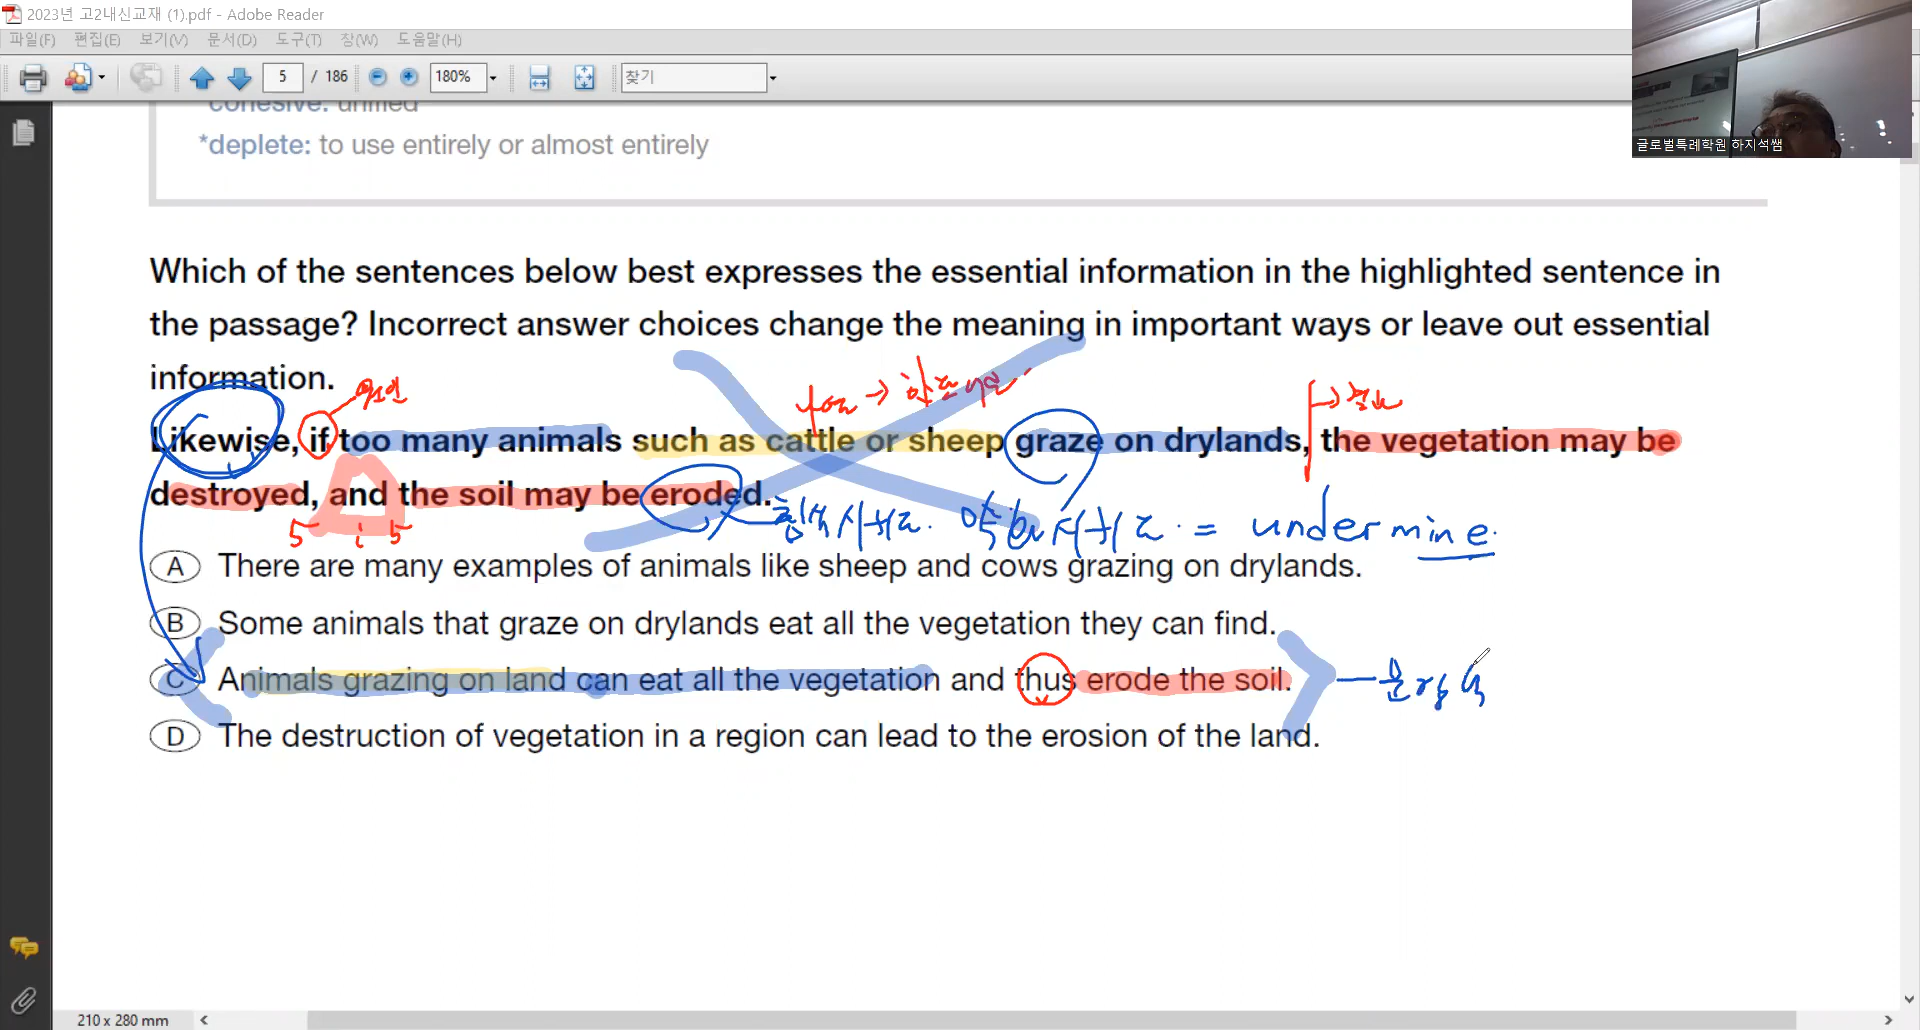 2023년 고2내신교재 (1).pdf - Adobe Reader
파일(F) 편집(E) 보기(V) 문서(D) 도구(T) 창(W) 도움말(H)
5 / 186 180% 찾기
글로벌특례학원 하지석쌤
cohesive: unified
*deplete: to use entirely or almost entirely
Which of the sentences below best expresses the essential information in the highlighted sentence in
the passage? Incorrect answer choices change the meaning in important ways or leave out essential
information.
Likewise, if too many animals such as cattle or sheep graze on drylands, the vegetation may be
destroyed, and the soil may be eroded.
= undermine.
A There are many examples of animals like sheep and cows grazing on drylands.
B Some animals that graze on drylands eat all the vegetation they can find.
C Animals grazing on land can eat all the vegetation and thus erode the soil.
D The destruction of vegetation in a region can lead to the erosion of the land.
210 x 280 mm